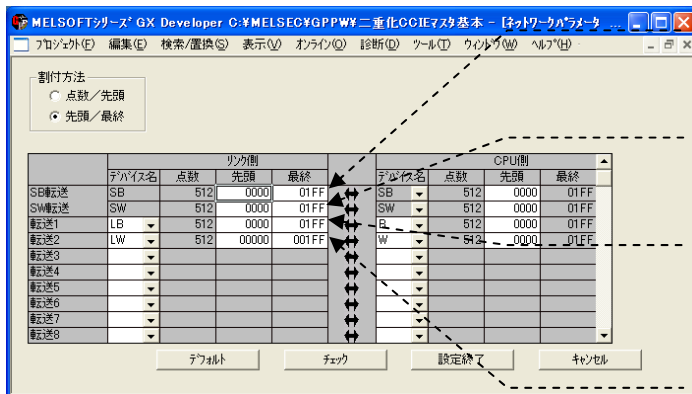 MELSOFTシリーズ GX Developer C:¥MELSEC¥GPPW¥二重化CCIEマスタ基本 - [ネットワークパラメータ ...
プロジェクト(F) 編集(E) 検索/置換(S) 表示(V) オンライン(O) 診断(D) ツール(T) ウィンドウ(W) ヘルプ(H)
割付方法
点数/先頭
先頭/最終
リンク側 CPU側
デバイス名 点数 先頭 最終 デバイス名 点数 先頭 最終
SB転送 SB 512 0000 01FF SB 512 0000 01FF
SW転送 SW 512 0000 01FF SW 512 0000 01FF
転送1 LB 512 0000 01FF B 512 0000 01FF
転送2 LW 512 00000 001FF W 512 0000 01FF
転送3
転送4
転送5
転送6
転送7
転送8
デフォルト チェック 設定終了 キャンセル